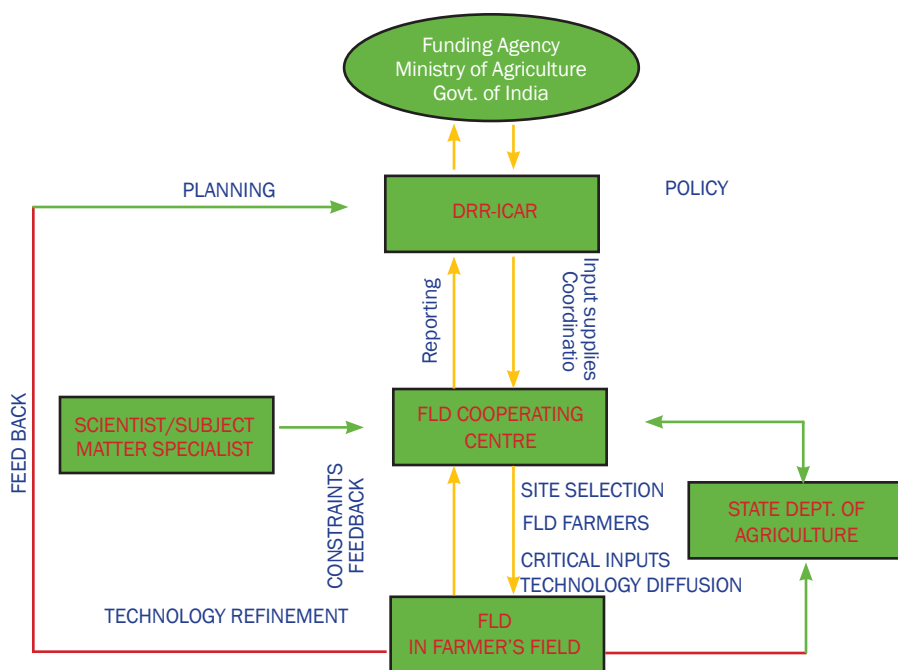 Funding Agency
Ministry of Agriculture
Govt. of India
PLANNING
POLICY
DRR-ICAR
Reporting
Input supplies
Coordinatio
FEED BACK
SCIENTIST/SUBJECT
MATTER SPECIALIST
FLD COOPERATING
CENTRE
CONSTRAINTS
FEEDBACK
SITE SELECTION
FLD FARMERS
CRITICAL INPUTS
TECHNOLOGY DIFFUSION
STATE DEPT. OF
AGRICULTURE
TECHNOLOGY REFINEMENT
FLD
IN FARMER'S FIELD